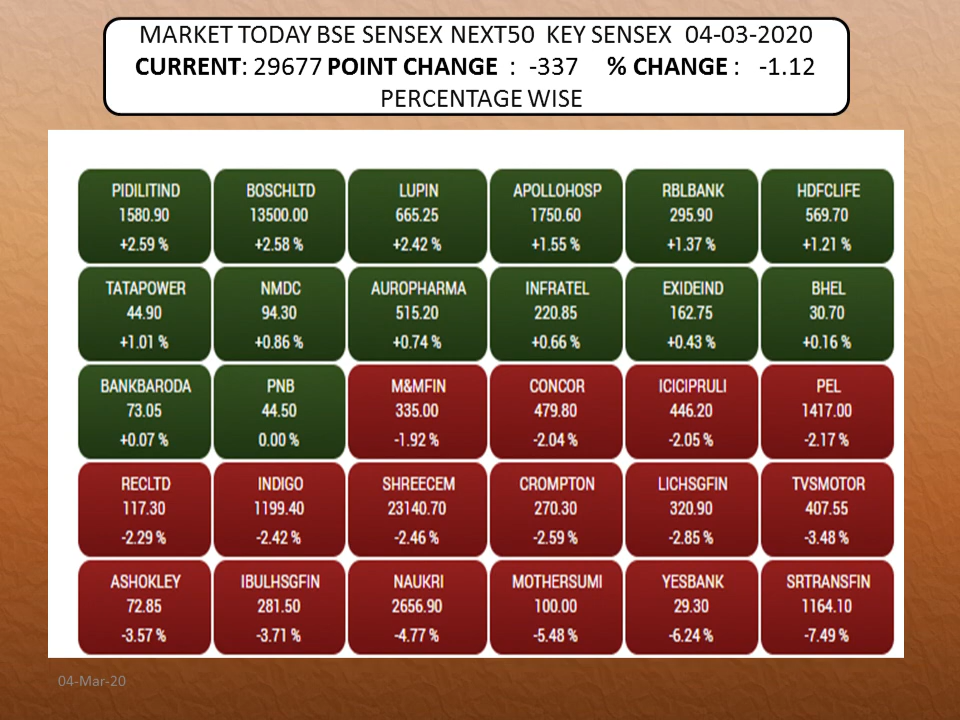 MARKET TODAY BSE SENSEX NEXT50 KEY SENSEX 04-03-2020
CURRENT: 29677 POINT CHANGE : -337 % CHANGE : -1.12
PERCENTAGE WISE
PIDILITIND BOSCHLTD LUPIN APOLLOHOSP RBLBANK HDFCLIFE
1580.90 13500.00 665.25 1750.60 295.90 569.70
+2.59 % +2.58 % +2.42 % +1.55 % +1.37 % +1.21 %
TATAPOWER NMDC AUROPHARMA INFRATEL EXIDEIND BHEL
44.90 94.30 515.20 220.85 162.75 30.70
+1.01 % +0.86 % +0.74 % +0.66 % +0.43 % +0.16 %
BANKBARODA PNB M&MFIN CONCOR ICICIPRULI PEL
73.05 44.50 335.00 479.80 446.20 1417.00
+0.07 % 0.00 % -1.92 % -2.04 % -2.05 % -2.17 %
RECLTD INDIGO SHREECEM CROMPTON LICHSGFIN TVSMOTOR
117.30 1199.40 23140.70 270.30 320.90 407.55
-2.29 % -2.42 % -2.46 % -2.59 % -2.85 % -3.48 %
ASHOKLEY IBULHSGFIN NAUKRI MOTHERSUMI YESBANK SRTRANSFIN
72.85 281.50 2656.90 100.00 29.30 1164.10
-3.57 % -3.71 % -4.77 % -5.48 % -6.24 % -7.49 %
04-Mar-20